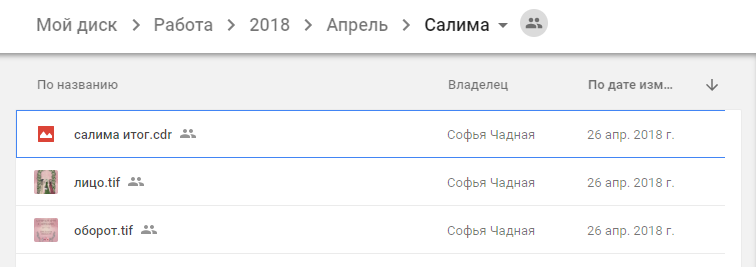 Мой диск > Работа > 2018 > Апрель > Салима
По названию Владелец По дате изм...
салима итог.cdr Софья Чадная 26 апр. 2018 г.
лицо.tif Софья Чадная 26 апр. 2018 г.
оборот.tif Софья Чадная 26 апр. 2018 г.